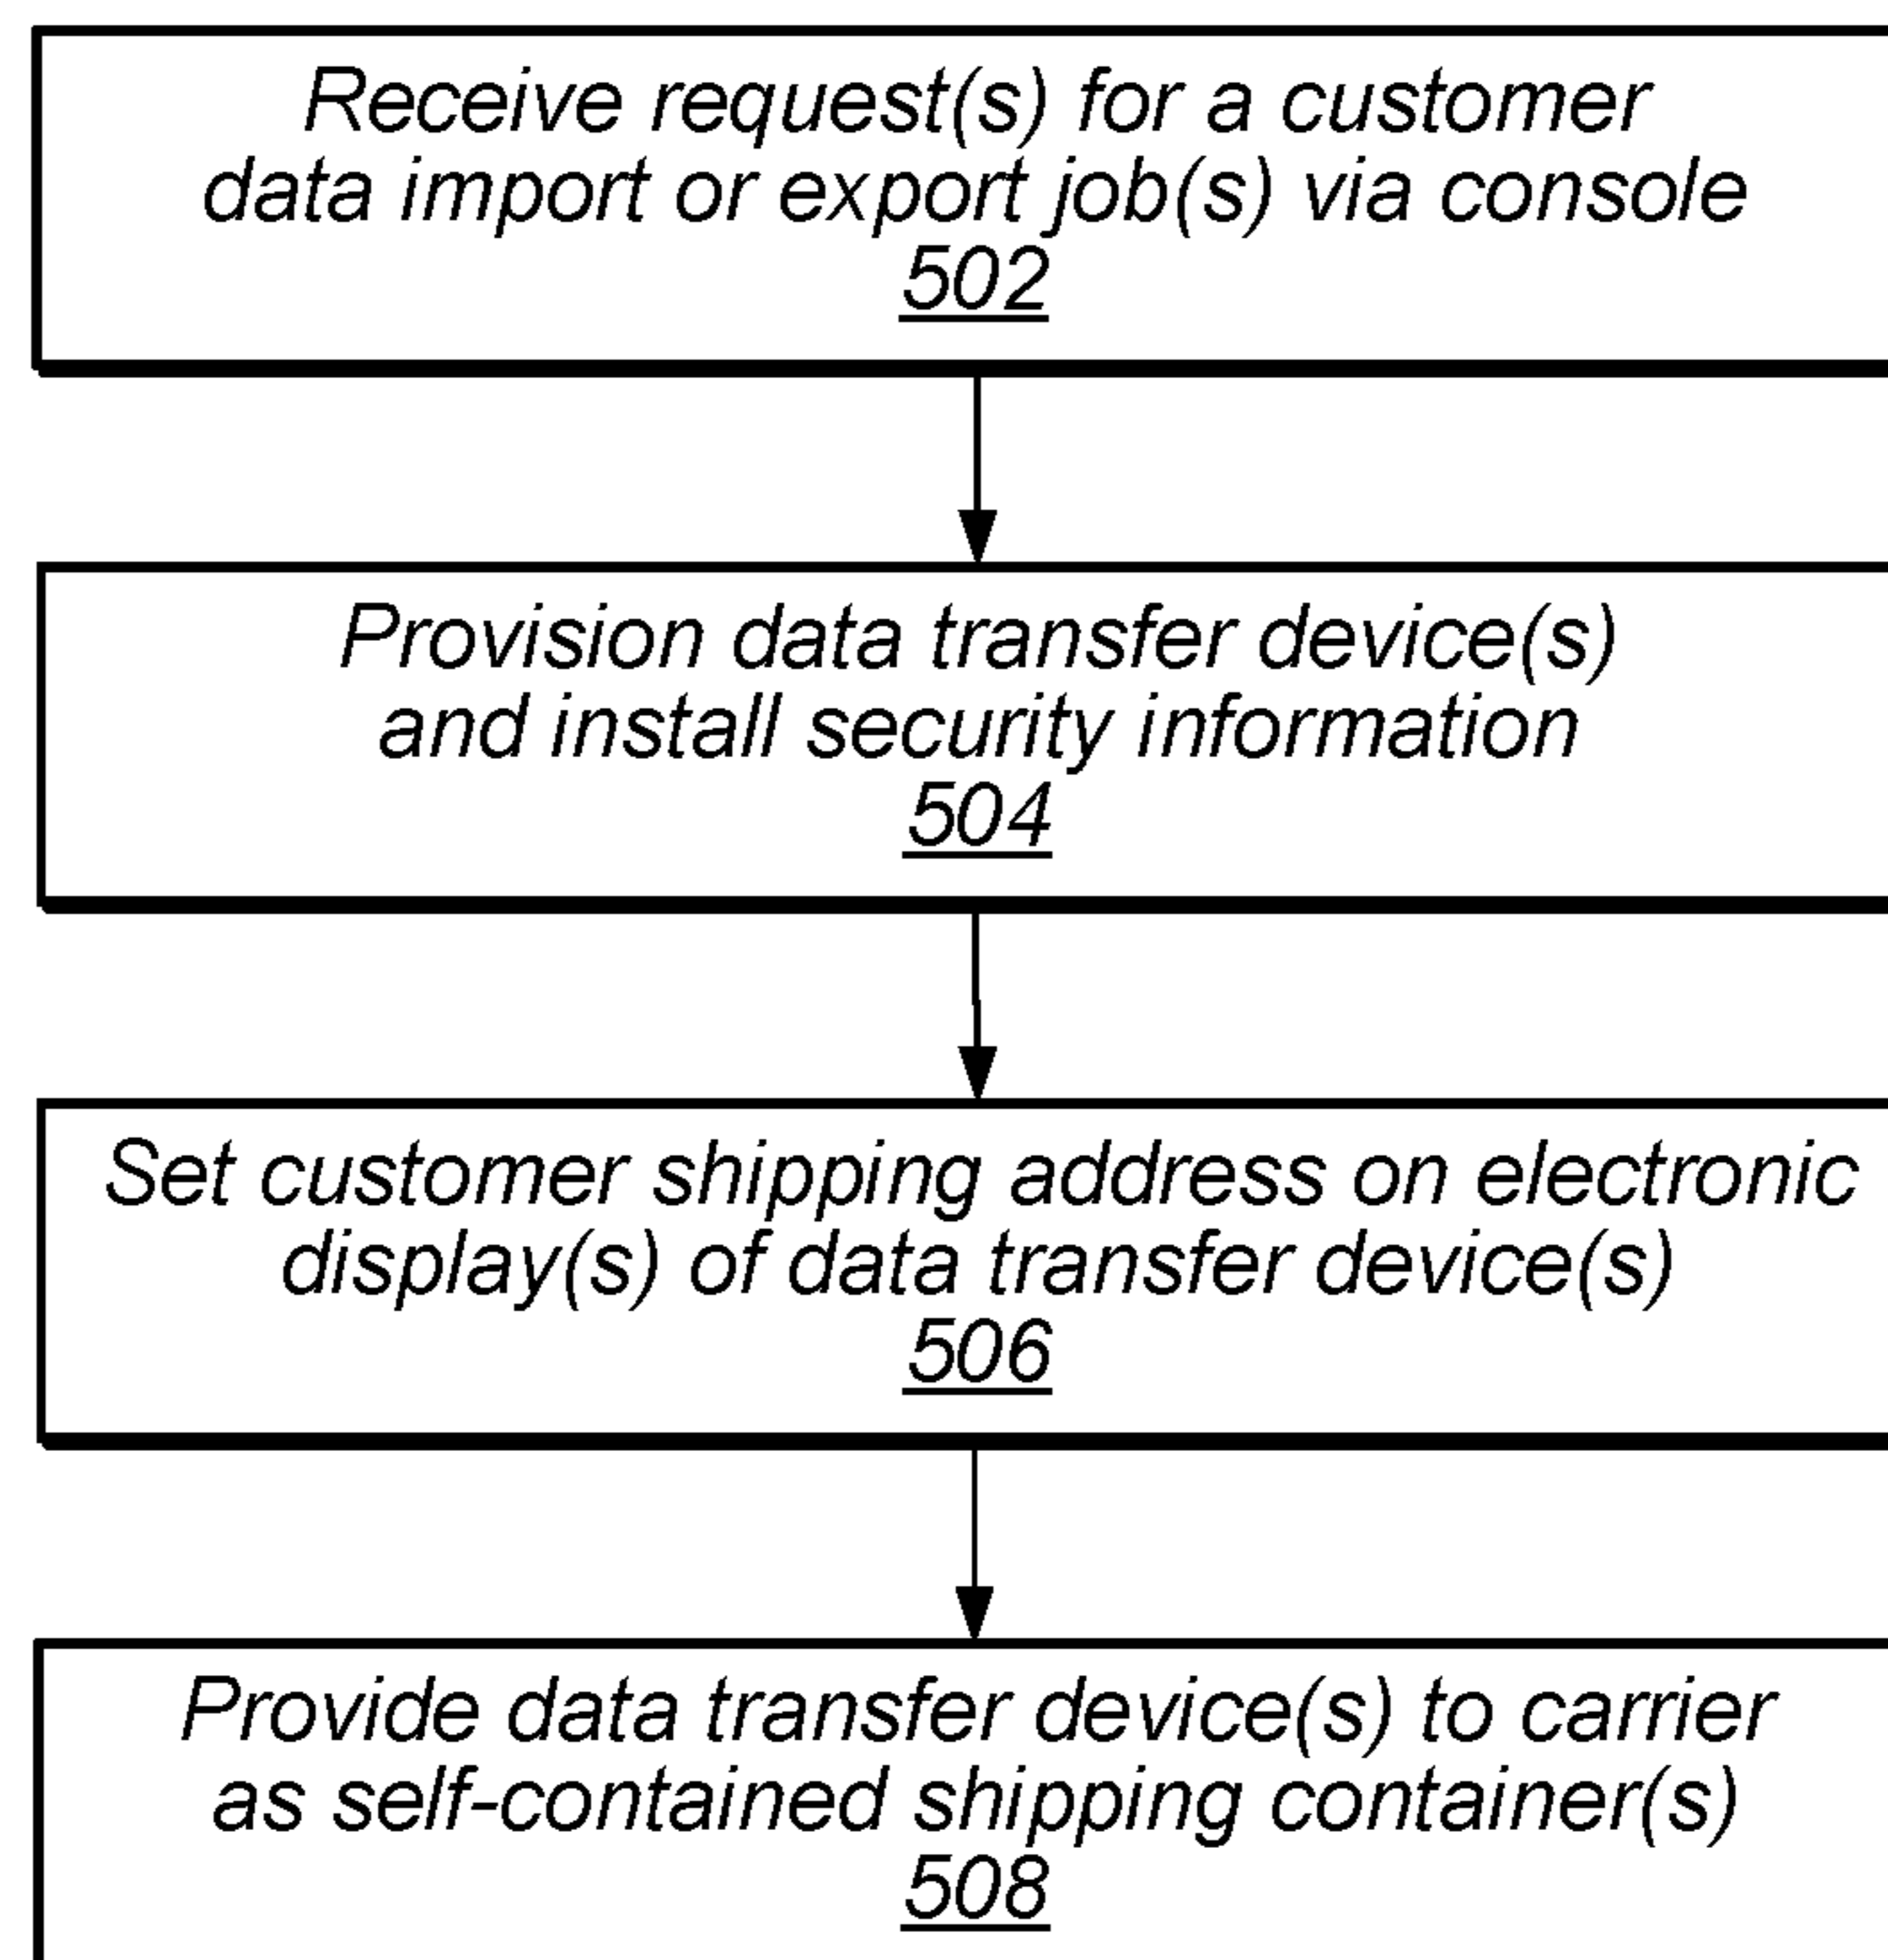 Receive request(s) for a customer
data import or export job(s) via console
502
Provision data transfer device(s)
and install security information
504
Set customer shipping address on electronic
display(s) of data transfer device(s)
506
Provide data transfer device(s) to carrier
as self-contained shipping container(s)
508